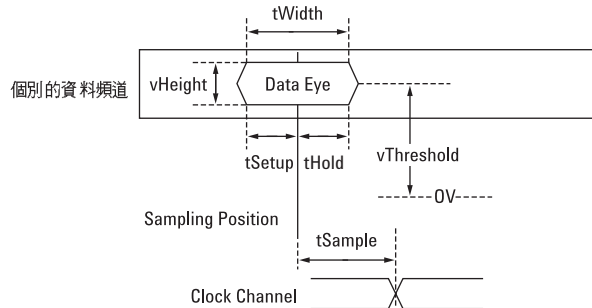 tWidth
vHeight
Data Eye
個別的資料頻道
tSetup
tHold
vThreshold
OV
Sampling Position
tSample
Clock Channel